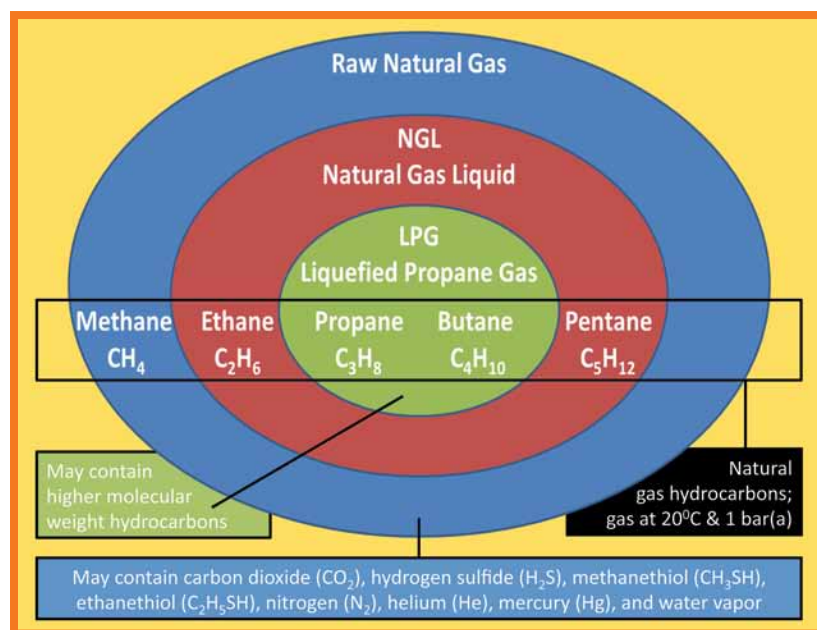 Raw Natural Gas
NGL
Natural Gas Liquid
LPG
Liquefied Propane Gas
Methane Ethane Propane Butane Pentane
CH₄ C₂H₆ C₃H₈ C₄H₁₀ C₅H₁₂
May contain
higher molecular
weight hydrocarbons
Natural
gas hydrocarbons;
gas at 20⁰C & 1 bar(a)
May contain carbon dioxide (CO₂), hydrogen sulfide (H₂S), methanethiol (CH₃SH),
ethanethiol (C₂H₅SH), nitrogen (N₂), helium (He), mercury (Hg), and water vapor